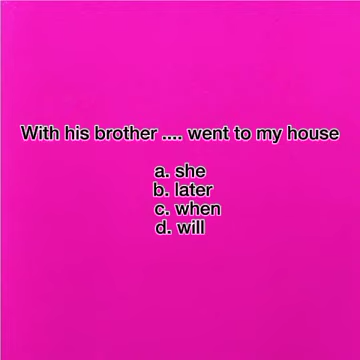 With his brother .... went to my house
a. she
b. later
c. when
d. will